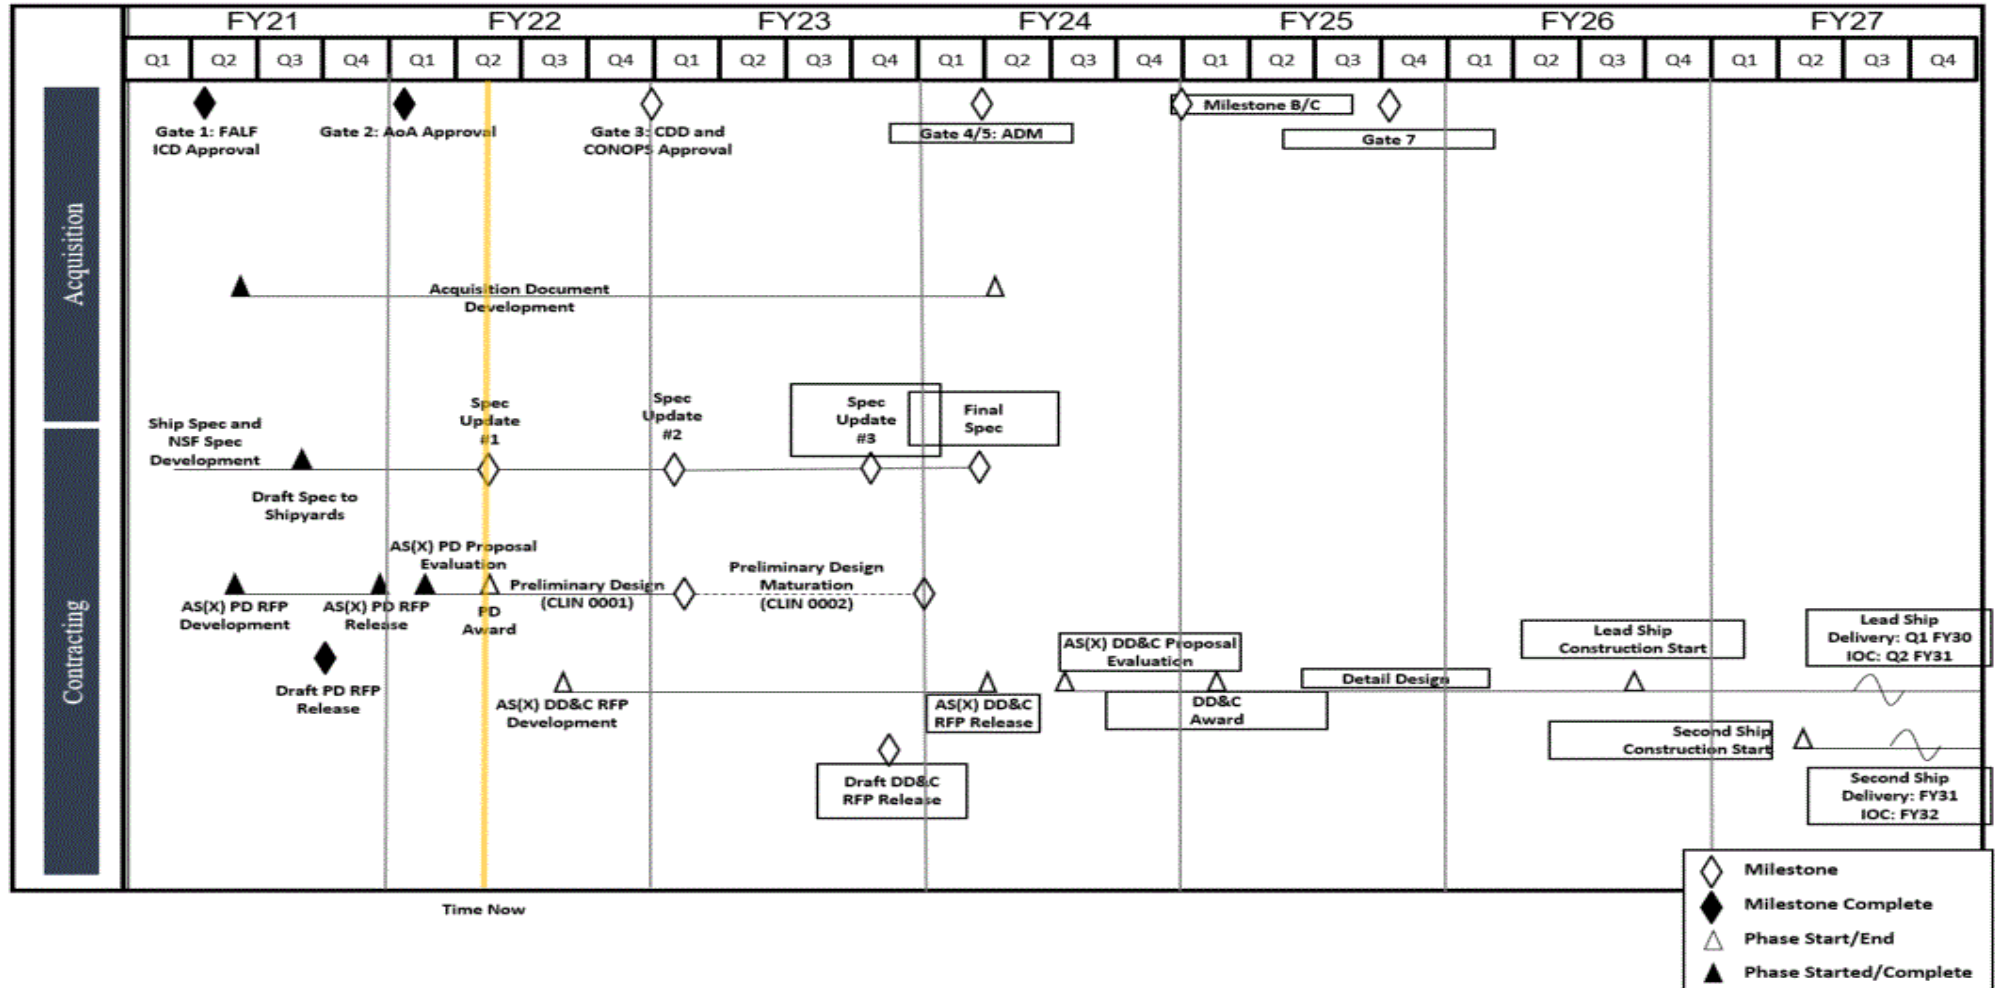 FY21 FY22 FY23 FY24 FY25 FY26 FY27
Q1 Q2 Q3 Q4 Q1 Q2 Q3 Q4 Q1 Q2 Q3 Q4 Q1 Q2 Q3 Q4 Q1 Q2 Q3 Q4 Q1 Q2 Q3 Q4 Q1 Q2 Q3 Q4
Acquisition
Gate 1: FALF
ICD Approval
Gate 2: AoA Approval
Gate 3: CDD and
CONOPS Approval
Gate 4/5: ADM
Milestone B/C
Gate 7
Acquisition Document
Development
Contracting
Ship Spec and
NSF Spec
Development
Draft Spec to
Shipyards
Spec
Update
#1
Spec
Update
#2
Spec
Update
#3
Final
Spec
AS(X) PD RFP
Development
AS(X) PD RFP
Release
AS(X) PD Proposal
Evaluation
PD
Award
Preliminary Design
(CLIN 0001)
Preliminary Design
Maturation
(CLIN 0002)
Draft PD RFP
Release
AS(X) DD&C RFP
Development
AS(X) DD&C
RFP Release
Draft DD&C
RFP Release
AS(X) DD&C Proposal
Evaluation
DD&C
Award
Detail Design
Lead Ship
Construction Start
Lead Ship
Delivery: Q1 FY30
IOC: Q2 FY31
Second Ship
Construction Start
Second Ship
Delivery: FY31
IOC: FY32
Time Now
Milestone
Milestone Complete
Phase Start/End
Phase Started/Complete